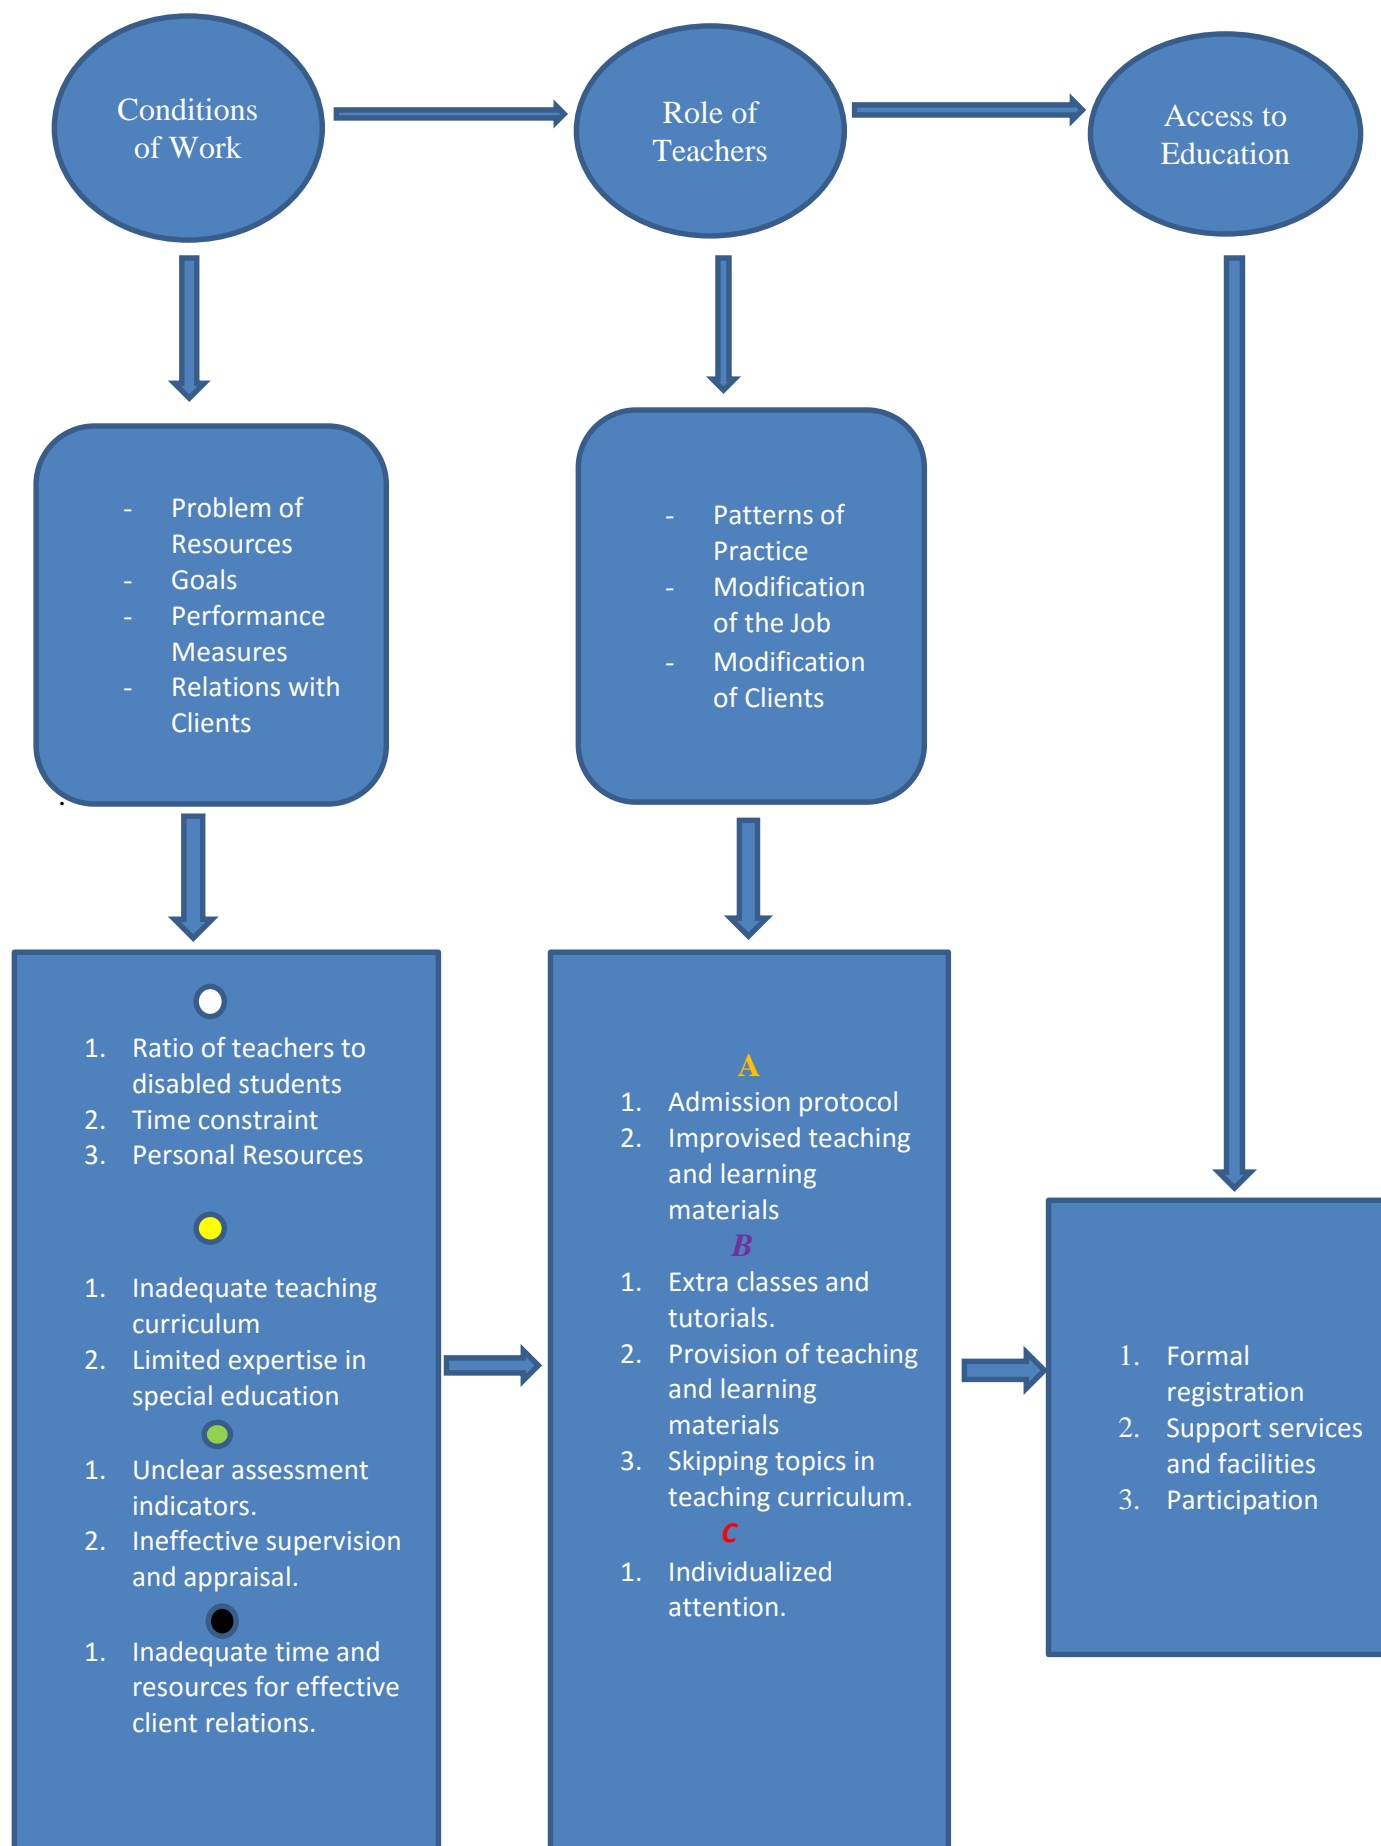 Conditions
of Work
Role of
Teachers
Access to
Education
- Problem of
Resources
- Goals
- Performance
Measures
- Relations with
Clients
.
- Patterns of
Practice
- Modification
of the Job
- Modification
of Clients
1. Ratio of teachers to
disabled students
2. Time constraint
3. Personal Resources
1. Inadequate teaching
curriculum
2. Limited expertise in
special education
1. Unclear assessment
indicators.
2. Ineffective supervision
and appraisal.
1. Inadequate time and
resources for effective
client relations.
A
1. Admission protocol
2. Improvised teaching
and learning
materials
B
1. Extra classes and
tutorials.
2. Provision of teaching
and learning
materials
3. Skipping topics in
teaching curriculum.
C
1. Individualized
attention.
1. Formal
registration
2. Support services
and facilities
3. Participation